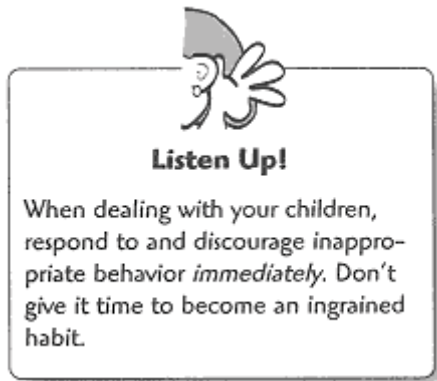 Listen Up!
When dealing with your children,
respond to and discourage inappro-
priate behavior immediately. Don't
give it time to become an ingrained
habit.